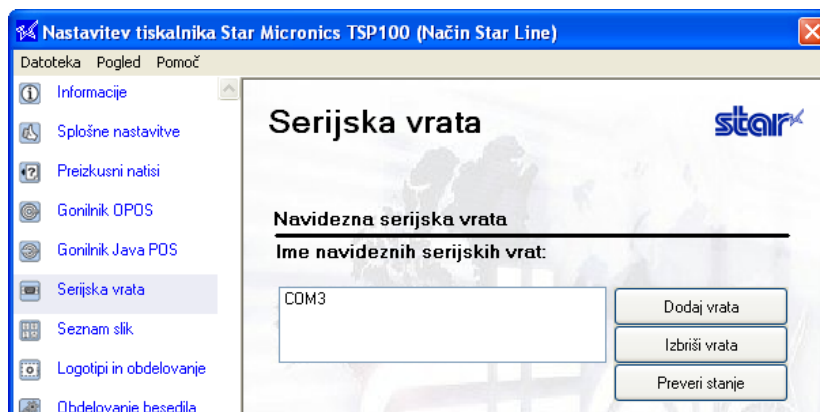 Nastavitev tiskalnika Star Micronics TSP100 (Način Star Line)
Datoteka Pogled Pomoč
Informacije
Splošne nastavitve
Preizkusni natisi
Gonilnik OPOS
Gonilnik Java POS
Serijska vrata
Seznam slik
Logotipi in obdelovanje
Obdelovanje besedila
Serijska vrata
star
Navidezna serijska vrata
Ime navideznih serijskih vrat:
COM3
Dodaj vrata
Izbriši vrata
Preveri stanje